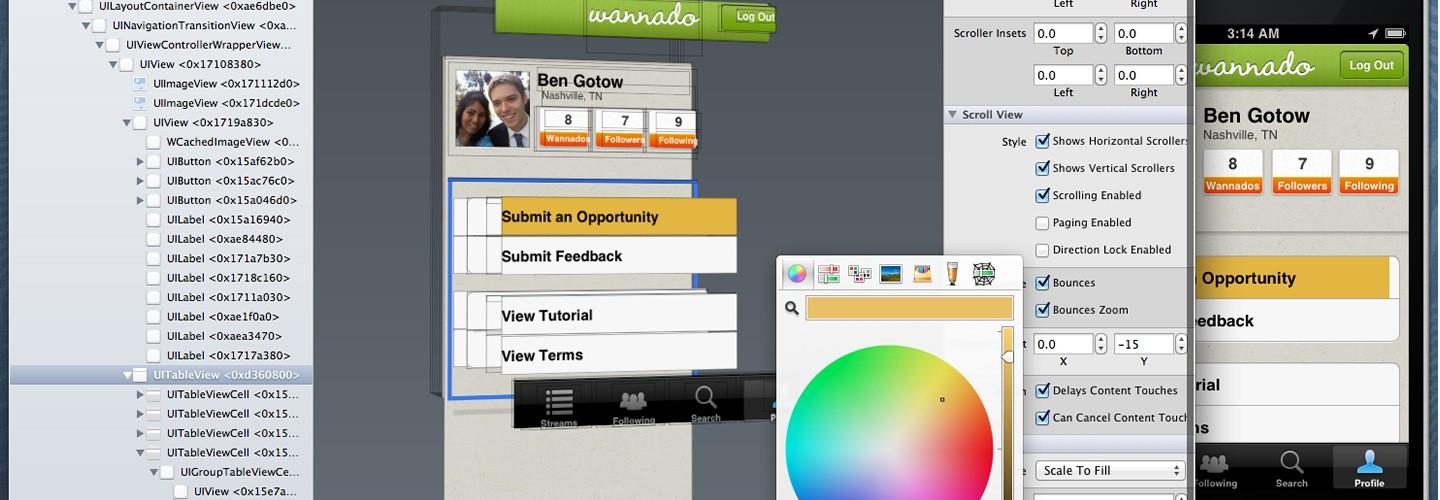 UILayoutContainerView <0xae6dbe0>
UINavigationTransitionView <0xa...
UIViewControllerWrapperView...
UIView <0x17108380>
UIImageView <0x171112d0>
UIImageView <0x171dcde0>
UIView <0x1719a830>
WCachedImageView <0...
UIButton <0x15af62b0>
UIButton <0x15ac76c0>
UIButton <0x15a046d0>
UILabel <0x15a16940>
UILabel <0xae84480>
UILabel <0x171a7b30>
UILabel <0x1718c160>
UILabel <0x1711a030>
UILabel <0xae1f0a0>
UILabel <0xaea3470>
UILabel <0x1717a380>
UITableView <0xd360800>
UITableViewCell <0x15...
UITableViewCell <0x15...
UITableViewCell <0x15...
UITableViewCell <0x15...
UIGroupTableViewCe...
UIView <0x15e7a...
wannado
Log Out
Ben Gotow
Nashville, TN
8 7 9
Wannados Followers Following
Submit an Opportunity
Submit Feedback
View Tutorial
View Terms
Streams Following Search
Left Right
Scroller Insets 0.0 0.0
Top Bottom
0.0 0.0
Left Right
Scroll View
Style Shows Horizontal Scrollers
Shows Vertical Scrollers
Scrolling Enabled
Paging Enabled
Direction Lock Enabled
Bounces
Bounces Zoom
0.0 -15
X Y
Delays Content Touches
Can Cancel Content Touch
Scale To Fill
3:14 AM
wannado
Log Out
Ben Gotow
Nashville, TN
8 7 9
Wannados Followers Following
Opportunity
edback
rial
ms
Following Search Profile